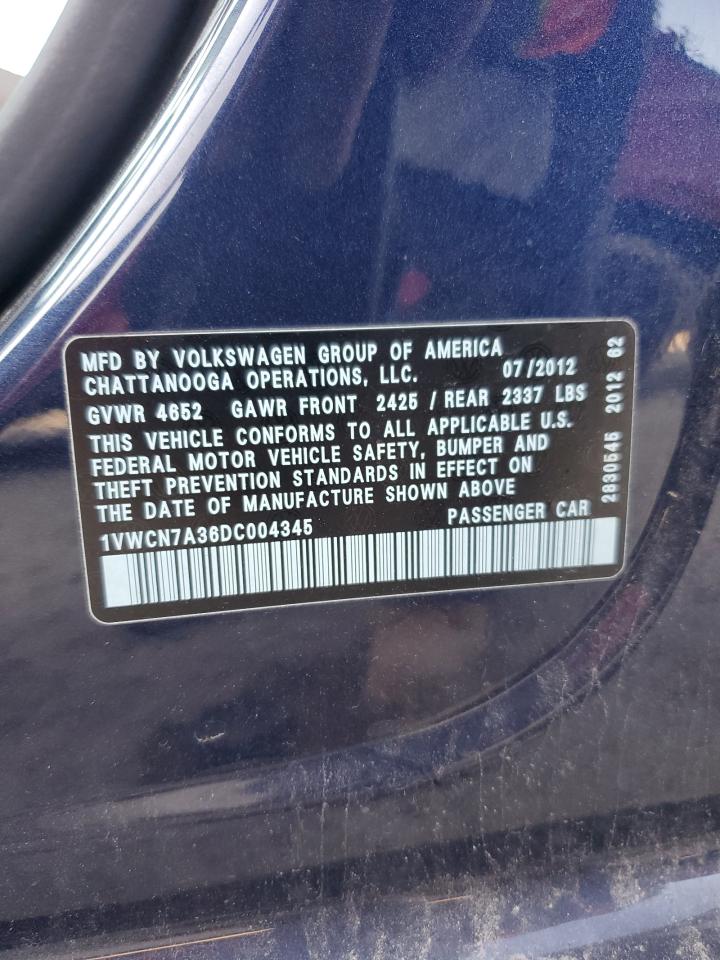 MFD BY VOLKSWAGEN GROUP OF AMERICA
CHATTANOOGA OPERATIONS, LLC. 07/2012
GVWR 4652 GAWR FRONT 2425 / REAR 2337 LBS
THIS VEHICLE CONFORMS TO ALL APPLICABLE U.S.
FEDERAL MOTOR VEHICLE SAFETY, BUMPER AND
THEFT PREVENTION STANDARDS IN EFFECT ON
THE DATE OF MANUFACTURE SHOWN ABOVE
1VWCN7A36DC004345 PASSENGER CAR
2830545 2012 62